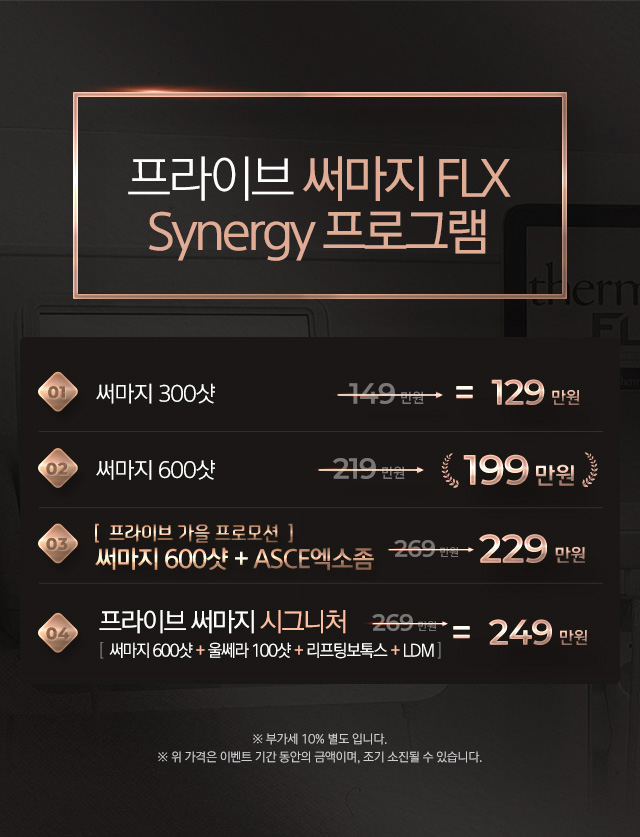 프라이브 써마지 FLX
Synergy 프로그램
therm
FL
01 써마지 300샷 149 만원 = 129 만원
02 써마지 600샷 219 만원 199 만원
[ 프라이브 가을 프로모션 ]
03 써마지 600샷 + ASCE엑소좀 269 만원 229 만원
04 프라이브 써마지 시그니처 269 만원 = 249 만원
[ 써마지 600샷 + 울쎄라 100샷 + 리프팅보톡스 + LDM ]
※ 부가세 10% 별도 입니다.
※ 위 가격은 이벤트 기간 동안의 금액이며, 조기 소진될 수 있습니다.